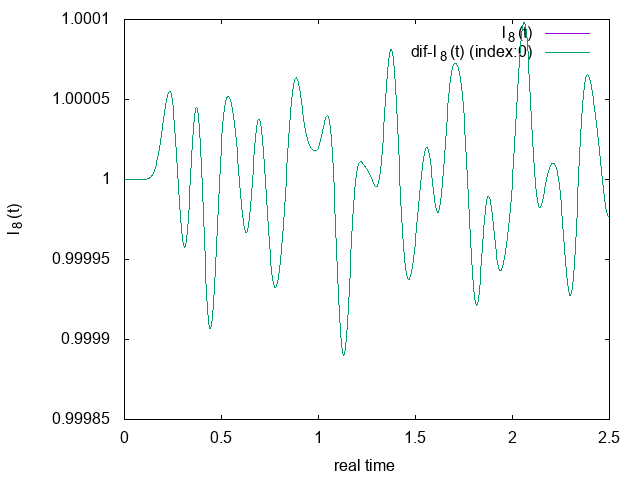 1.0001
1.00005
1
0.99995
0.9999
0.99985
I8(t)
I8(t)
dif-I8(t) (index:0)
0 0.5 1 1.5 2 2.5
real time